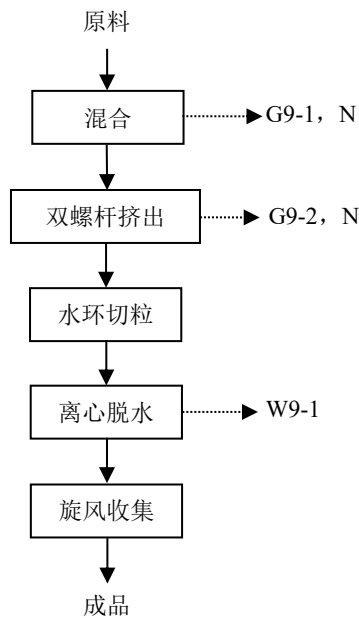 原料
混合
G9-1，N
双螺杆挤出
G9-2，N
水环切粒
离心脱水
W9-1
旋风收集
成品